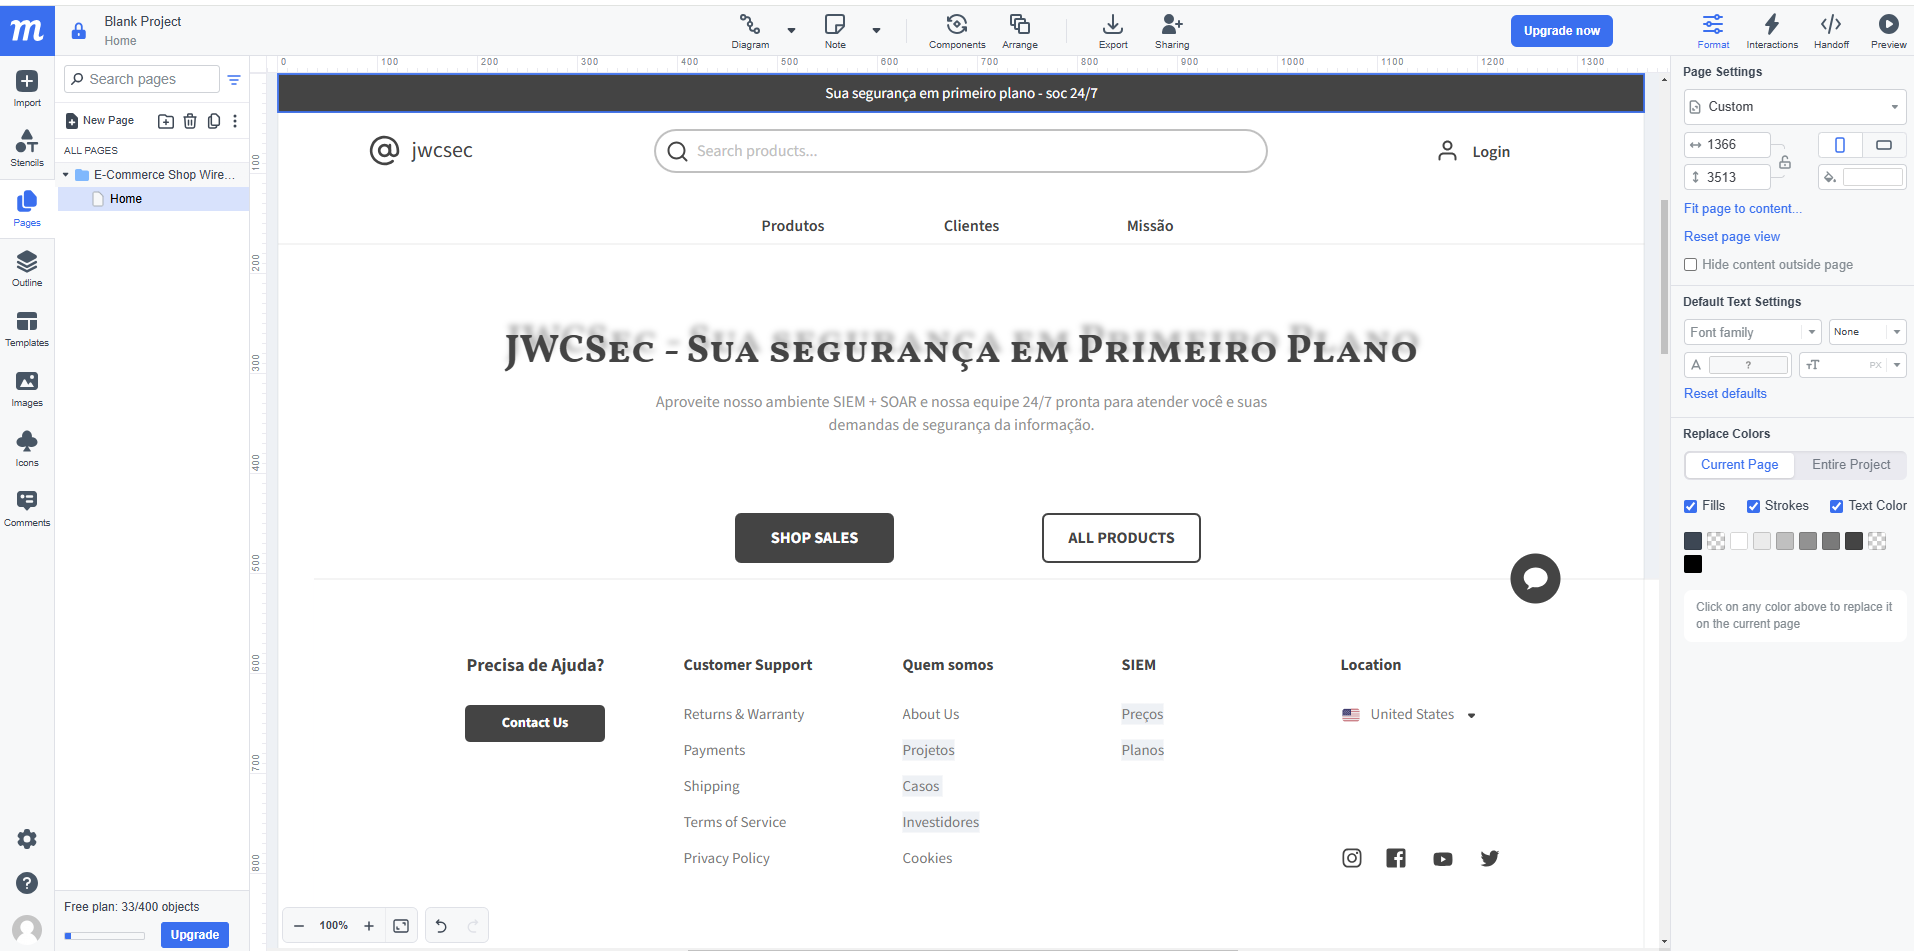 m
Blank Project
Home
Diagram
Note
Components
Arrange
Export
Sharing
Upgrade now
Format
Interactions
Handoff
Preview
Import
Stencils
Pages
Outline
Templates
Images
Icons
Comments
Search pages
New Page
ALL PAGES
E-Commerce Shop Wire...
Home
Free plan: 33/400 objects
Upgrade
0 100 200 300 400 500 600 700 800 900 1000 1100 1200 1300
100 200 300 400 500 600 700 800
Sua segurança em primeiro plano - soc 24/7
@ jwcsec
Search products...
Login
Produtos
Clientes
Missão
JWCSec - Sua segurança em Primeiro Plano
Aproveite nosso ambiente SIEM + SOAR e nossa equipe 24/7 pronta para atender você e suas
demandas de segurança da informação.
SHOP SALES
ALL PRODUCTS
Precisa de Ajuda?
Contact Us
Customer Support
Returns & Warranty
Payments
Shipping
Terms of Service
Privacy Policy
Quem somos
About Us
Projetos
Casos
Investidores
Cookies
SIEM
Preços
Planos
Location
United States
100%
Page Settings
Custom
1366
3513
Fit page to content...
Reset page view
Hide content outside page
Default Text Settings
Font family
None
A ?
TT PX
Reset defaults
Replace Colors
Current Page
Entire Project
Fills
Strokes
Text Color
Click on any color above to replace it
on the current page